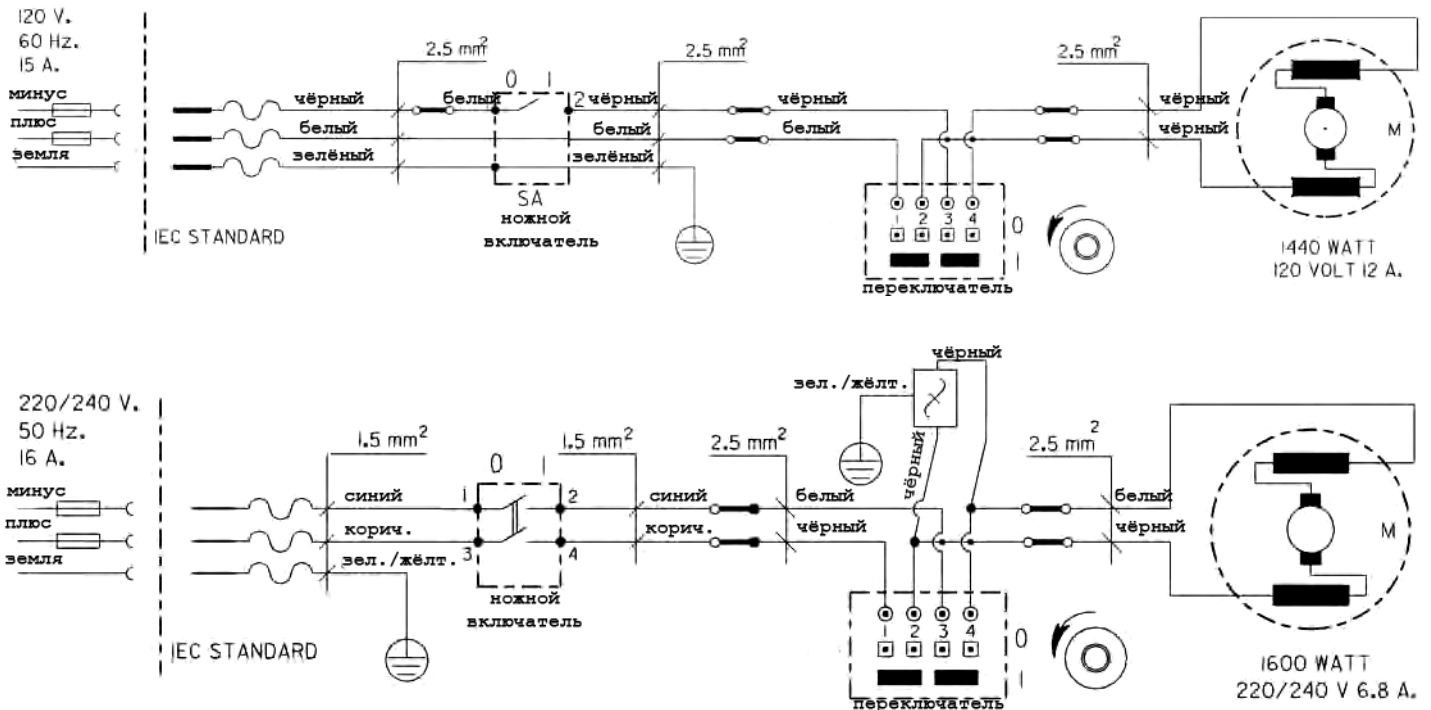 120 V.
60 Hz.
15 A.
минус
плюс
земля
IEC STANDARD
чёрный
белый
зелёный
2.5 mm²
белый
0 1
2
SA
ножной
включатель
чёрный
белый
зелёный
2.5 mm²
чёрный
белый
2.5 mm²
1 2 3 4
0
1
переключатель
чёрный
чёрный
M
1440 WATT
120 VOLT 12 A.
220/240 V.
50 Hz.
16 A.
минус
плюс
земля
IEC STANDARD
1.5 mm²
синий
корич.
зел./жёлт.
0 1
1 2
3 4
ножной
включатель
1.5 mm²
синий
корич.
2.5 mm²
белый
чёрный
зел./жёлт.
чёрный
чёрный
2.5 mm²
1 2 3 4
0
1
переключатель
белый
чёрный
M
1600 WATT
220/240 V 6.8 A.